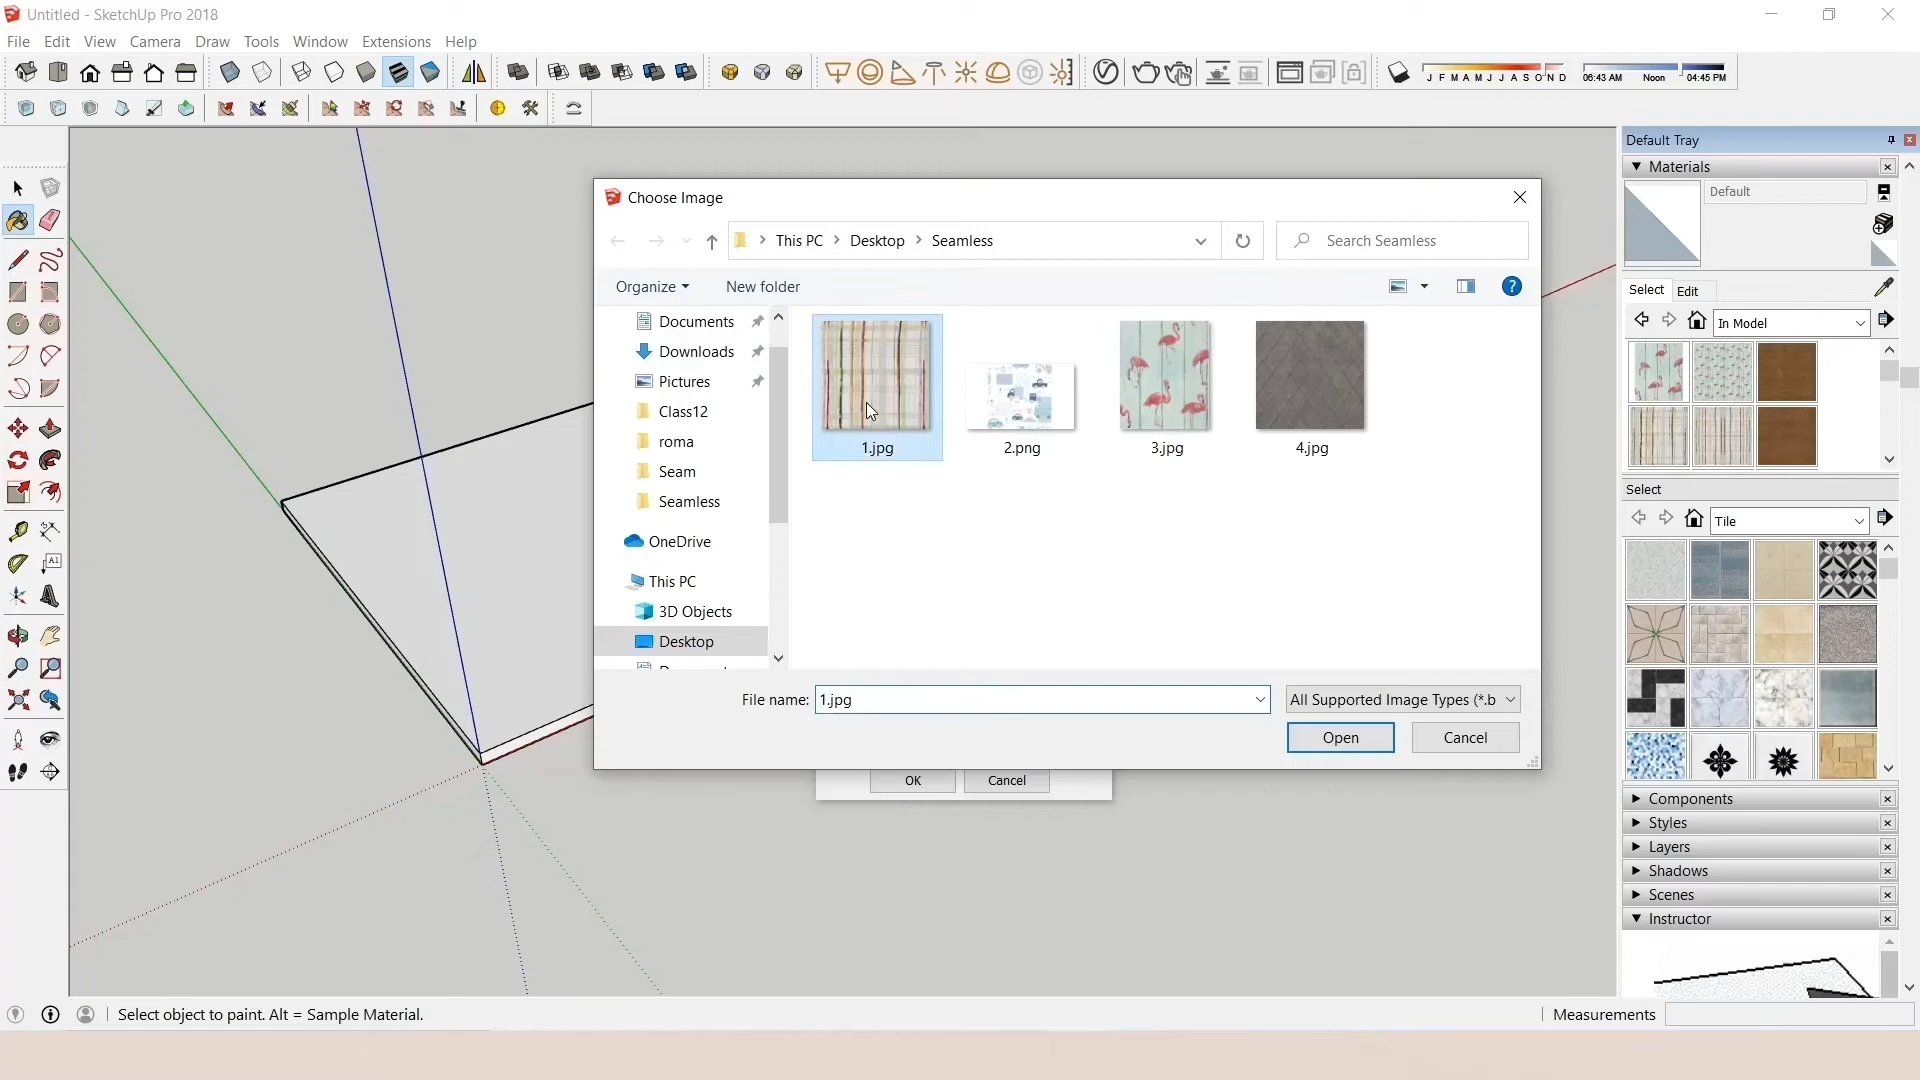 Untitled - SketchUp Pro 2018
File Edit View Camera Draw Tools Window Extensions Help
J F M A M J J A S O N D
06:43 AM Noon 04:45 PM
Default Tray
Materials
Default
Select Edit
In Model
Select
Tile
Components
Styles
Layers
Shadows
Scenes
Instructor
Choose Image
This PC > Desktop > Seamless
Search Seamless
Organize
New folder
Documents
Downloads
Pictures
Class12
roma
Seam
Seamless
OneDrive
This PC
3D Objects
Desktop
1.jpg
2.png
3.jpg
4.jpg
File name: 1.jpg
All Supported Image Types (*.b
Open
Cancel
OK
Cancel
A1
Select object to paint. Alt = Sample Material.
Measurements